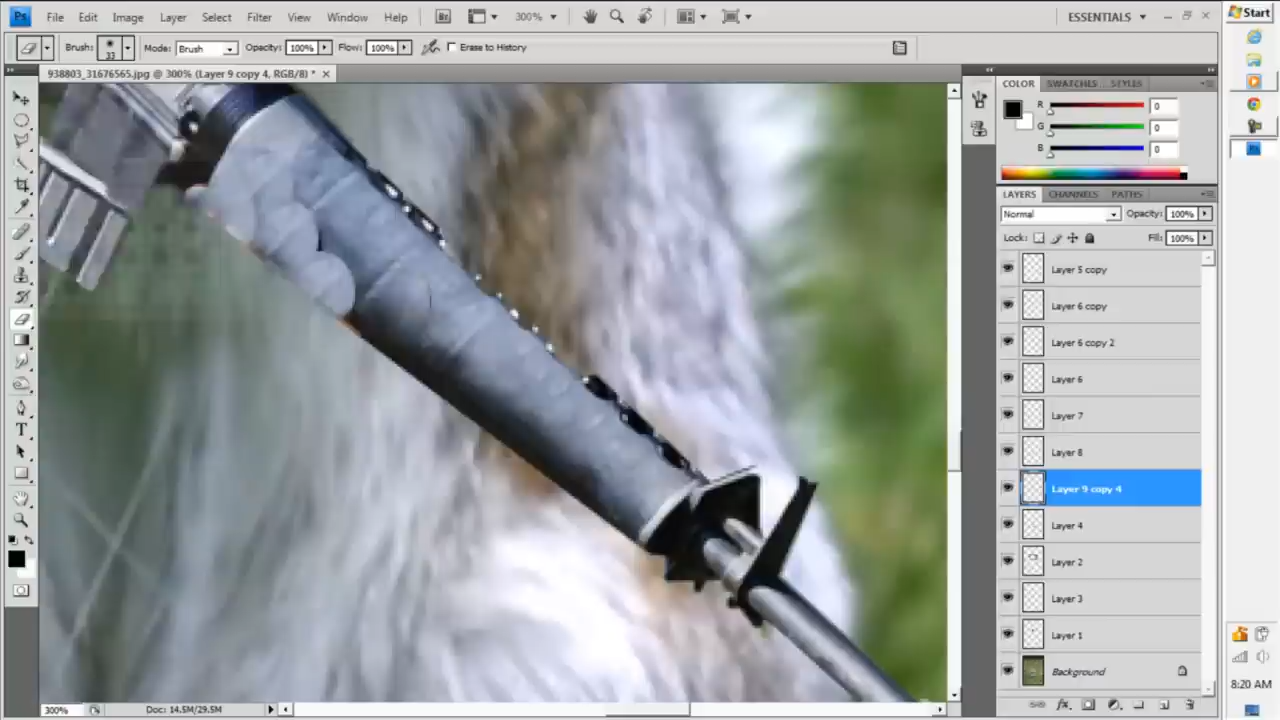 Ps File Edit Image Layer Select Filter View Window Help Br 300% ESSENTIALS
Start
Brush: 33 Mode: Brush Opacity: 100% Flow: 100% Erase to History
938803_31676565.jpg @ 300% (Layer 9 copy 4, RGB/8) *
COLOR SWATCHES STYLES
R 0
G 0
B 0
LAYERS CHANNELS PATHS
Normal Opacity: 100%
Lock: Fill: 100%
Layer 5 copy
Layer 6 copy
Layer 6 copy 2
Layer 6
Layer 7
Layer 8
Layer 9 copy 4
Layer 4
Layer 2
Layer 3
Layer 1
Background
300% Doc: 14.5M/29.5M
8:20 AM